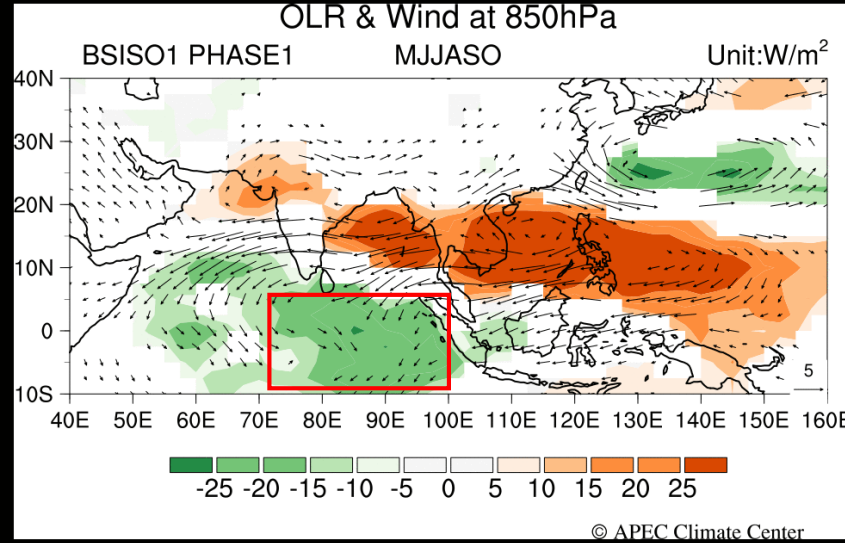 OLR & Wind at 850hPa
BSISO1 PHASE1 MJJASO Unit:W/m²
40N
30N
20N
10N
0
10S
5
40E 50E 60E 70E 80E 90E 100E 110E 120E 130E 140E 150E 160E
-25 -20 -15 -10 -5 0 5 10 15 20 25
© APEC Climate Center